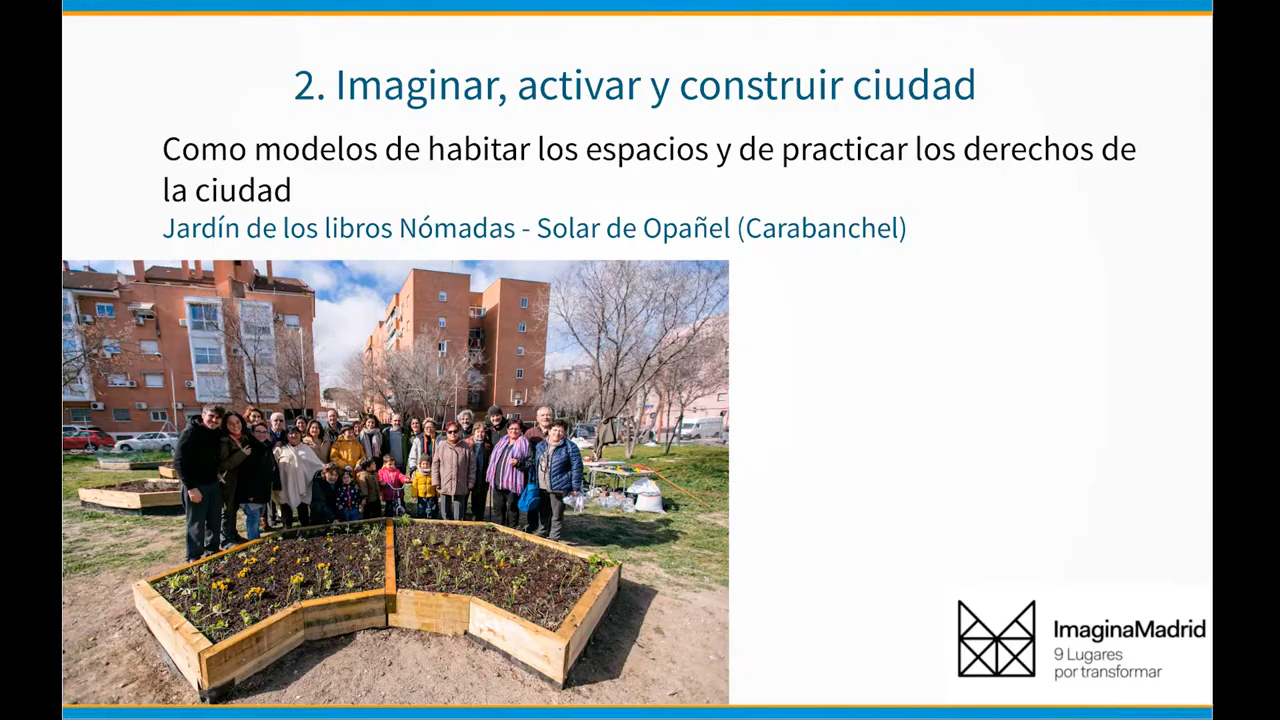 2. Imaginar, activar y construir ciudad
Como modelos de habitar los espacios y de practicar los derechos de
la ciudad
Jardín de los libros Nómadas - Solar de Opañel (Carabanchel)
ImaginaMadrid
9 Lugares
por transformar